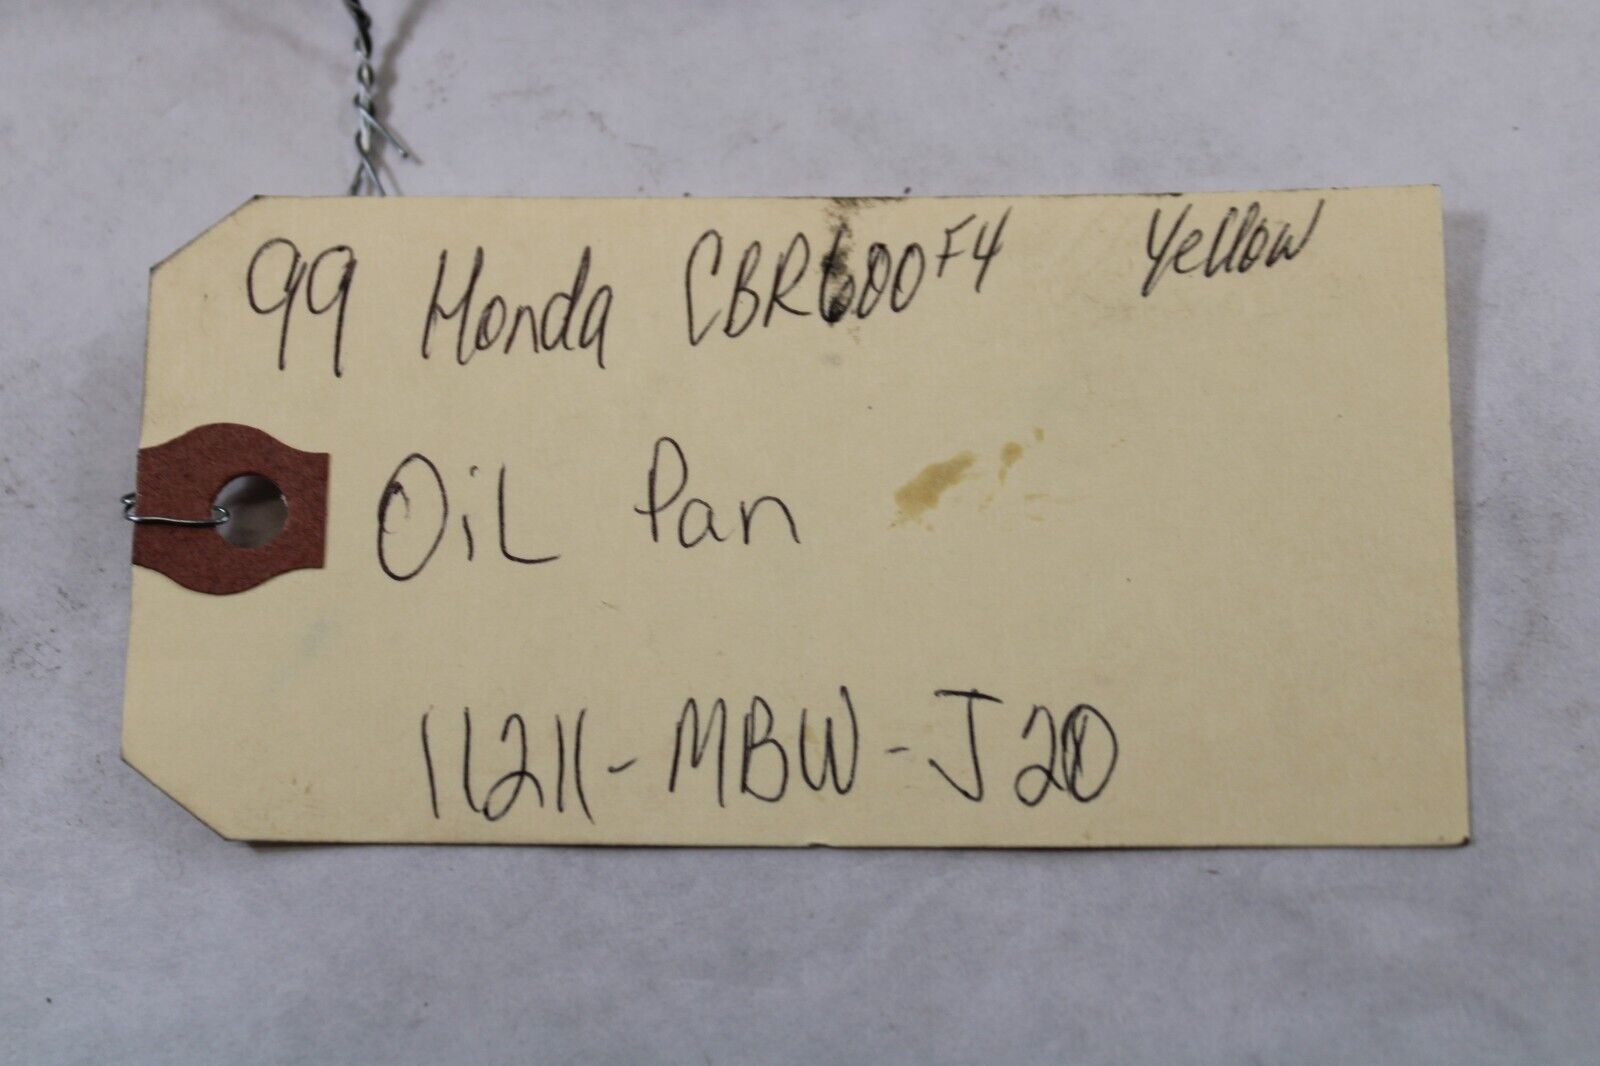 99 Honda CBR600F4 Yellow
Oil Pan
11211-MBW-J20